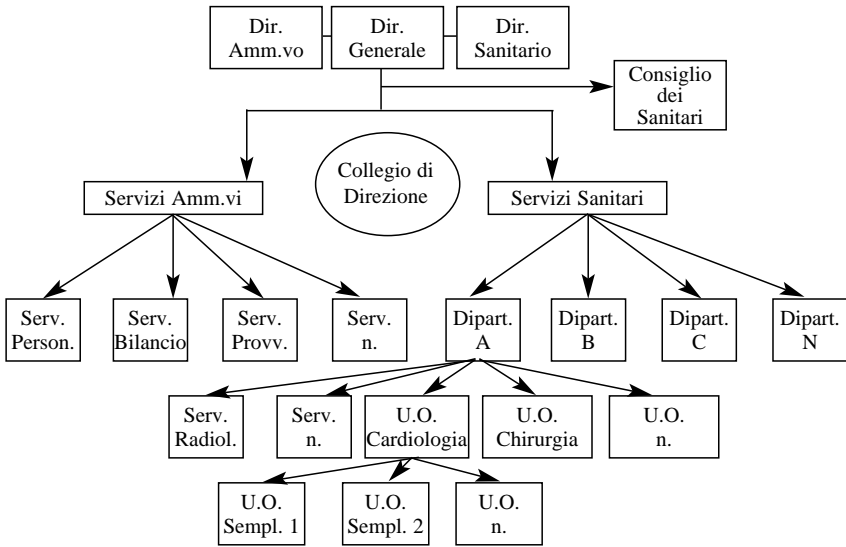 Dir.
Amm.vo
Dir.
Generale
Dir.
Sanitario
Consiglio
dei
Sanitari
Collegio di
Direzione
Servizi Amm.vi
Servizi Sanitari
Serv.
Person.
Serv.
Bilancio
Serv.
Provv.
Serv.
n.
Dipart.
A
Dipart.
B
Dipart.
C
Dipart.
N
Serv.
Radiol.
Serv.
n.
U.O.
Cardiologia
U.O.
Chirurgia
U.O.
n.
U.O.
Sempl. 1
U.O.
Sempl. 2
U.O.
n.